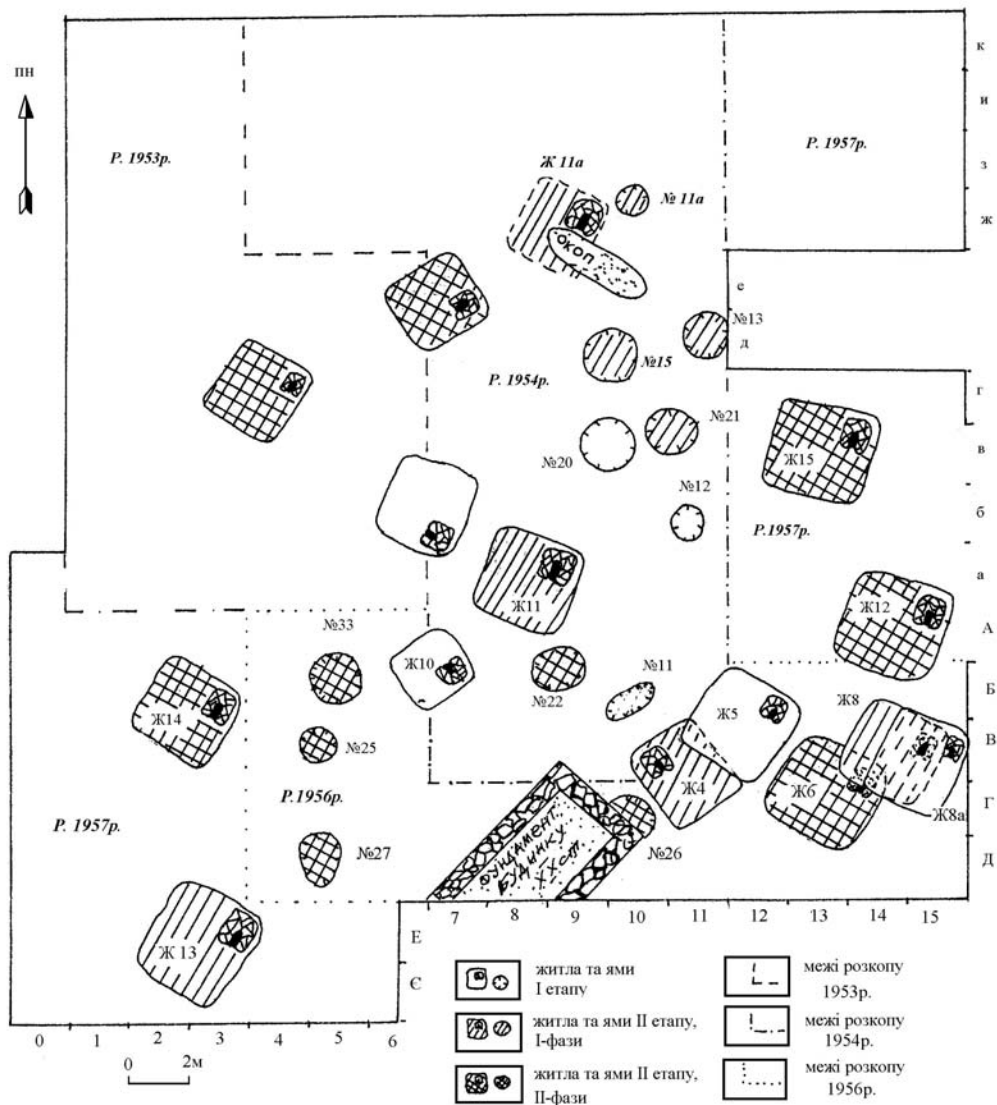 ПН
Р. 1953р.
Р. 1957р.
к
и
з
ж
Ж 11а
№ 11а
ОКОП
е
д
№13
№15
Р. 1954р.
г
в
б
а
№21
№20
№12
Ж15
Р.1957р.
Ж11
Ж12
А
№33
Ж10
№22
№11
Б
Ж5
Ж8
В
Ж14
№25
Ж4
Ж6
Ж8а
Г
Р.1956р.
Р. 1957р.
№27
№26
Д
ФУНДАМЕНТ
БУДИНКУ
ХХ СТ.
Ж 13
7 8 9 10 11 12 13 14 15
Е
Є
0 1 2 3 4 5 6
0 2м
житла та ями
І етапу
житла та ями ІІ етапу,
І-фази
житла та ями ІІ етапу,
ІІ-фази
межі розкопу
1953р.
межі розкопу
1954р.
межі розкопу
1956р.